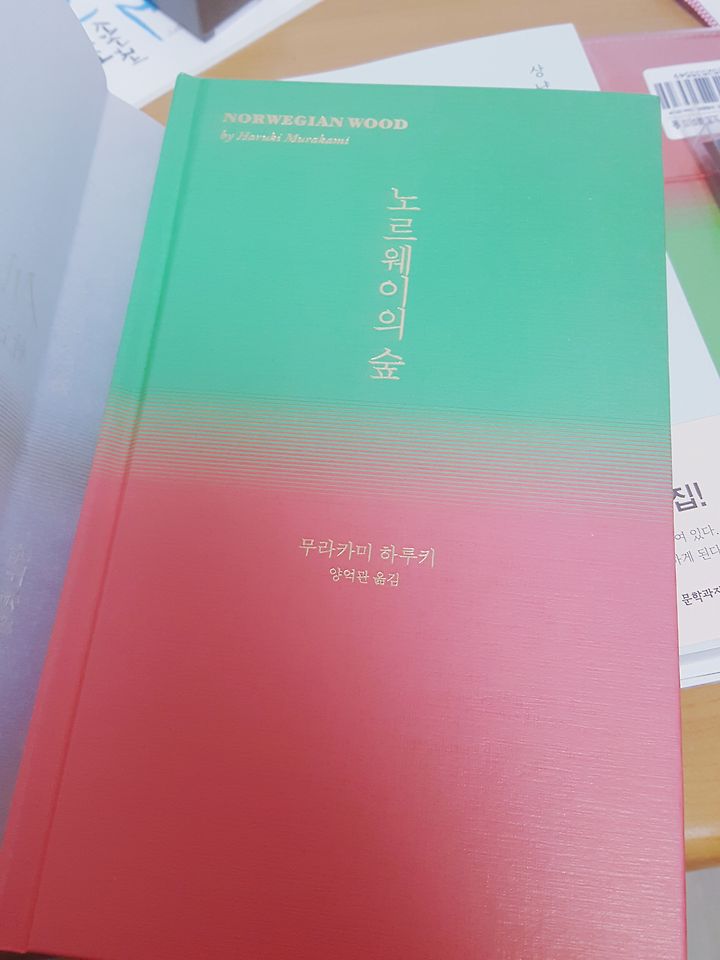 NORWEGIAN WOOD
by Haruki Murakami
노르웨이의 숲
무라카미 하루키
양억관 옮김
집!
여 있다.
하게 된다
문학과지